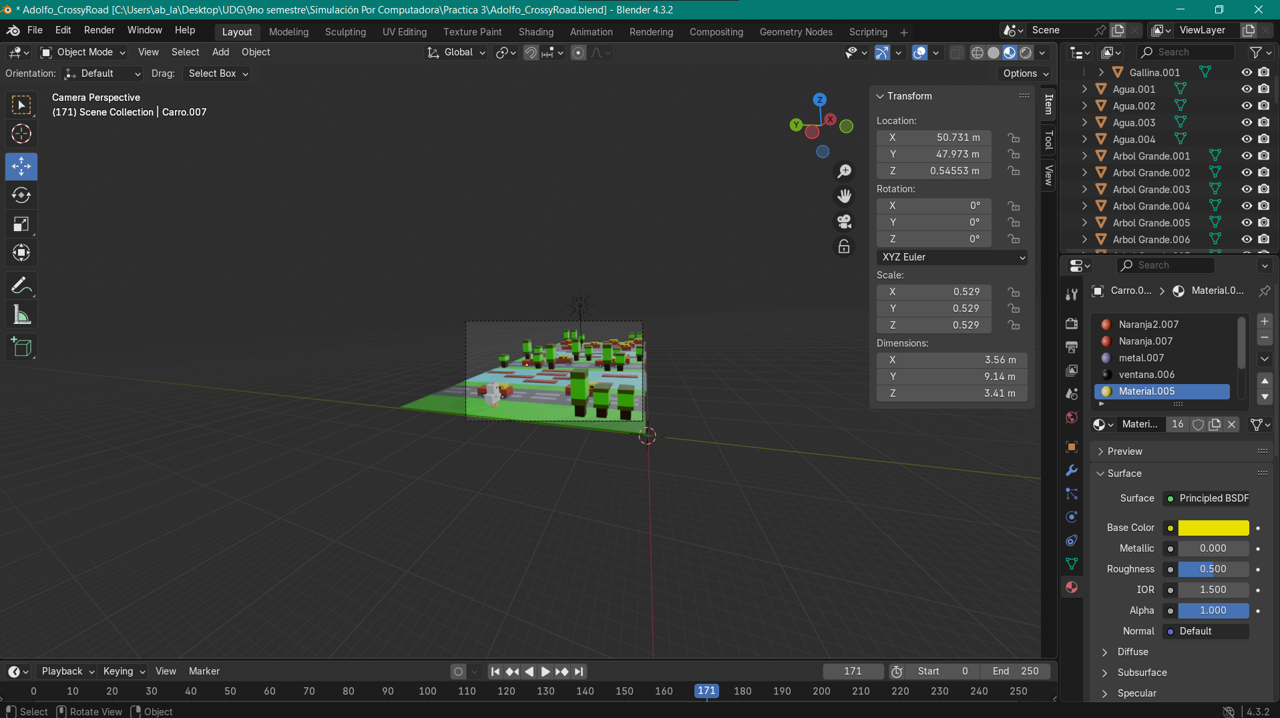 * Adolfo_CrossyRoad [C:\Users\ab_la\Desktop\UDG\9no semestre\Simulación Por Computadora\Practica 3\Adolfo_CrossyRoad.blend] - Blender 4.3.2
File Edit Render Window Help Layout Modeling Sculpting UV Editing Texture Paint Shading Animation Rendering Compositing Geometry Nodes Scripting + Scene ViewLayer
Object Mode View Select Add Object Global Search
Orientation: Default Drag: Select Box Options
Camera Perspective
(171) Scene Collection | Carro.007
Z
Y
X
Transform
Location:
X 50.731 m
Y 47.973 m
Z 0.54553 m
Rotation:
X 0°
Y 0°
Z 0°
XYZ Euler
Scale:
X 0.529
Y 0.529
Z 0.529
Dimensions:
X 3.56 m
Y 9.14 m
Z 3.41 m
Item
Tool
View
Gallina.001
Agua.001
Agua.002
Agua.003
Agua.004
Arbol Grande.001
Arbol Grande.002
Arbol Grande.003
Arbol Grande.004
Arbol Grande.005
Arbol Grande.006
Search
Carro.0... Material.0...
Naranja2.007
Naranja.007
metal.007
ventana.006
Material.005
Materi... 16
Preview
Surface
Surface Principled BSDF
Base Color
Metallic 0.000
Roughness 0.500
IOR 1.500
Alpha 1.000
Normal Default
Diffuse
Subsurface
Specular
Playback Keying View Marker 171 Start 0 End 250
0 10 20 30 40 50 60 70 80 90 100 110 120 130 140 150 160 171 180 190 200 210 220 230 240 250
Select Rotate View Object 4.3.2